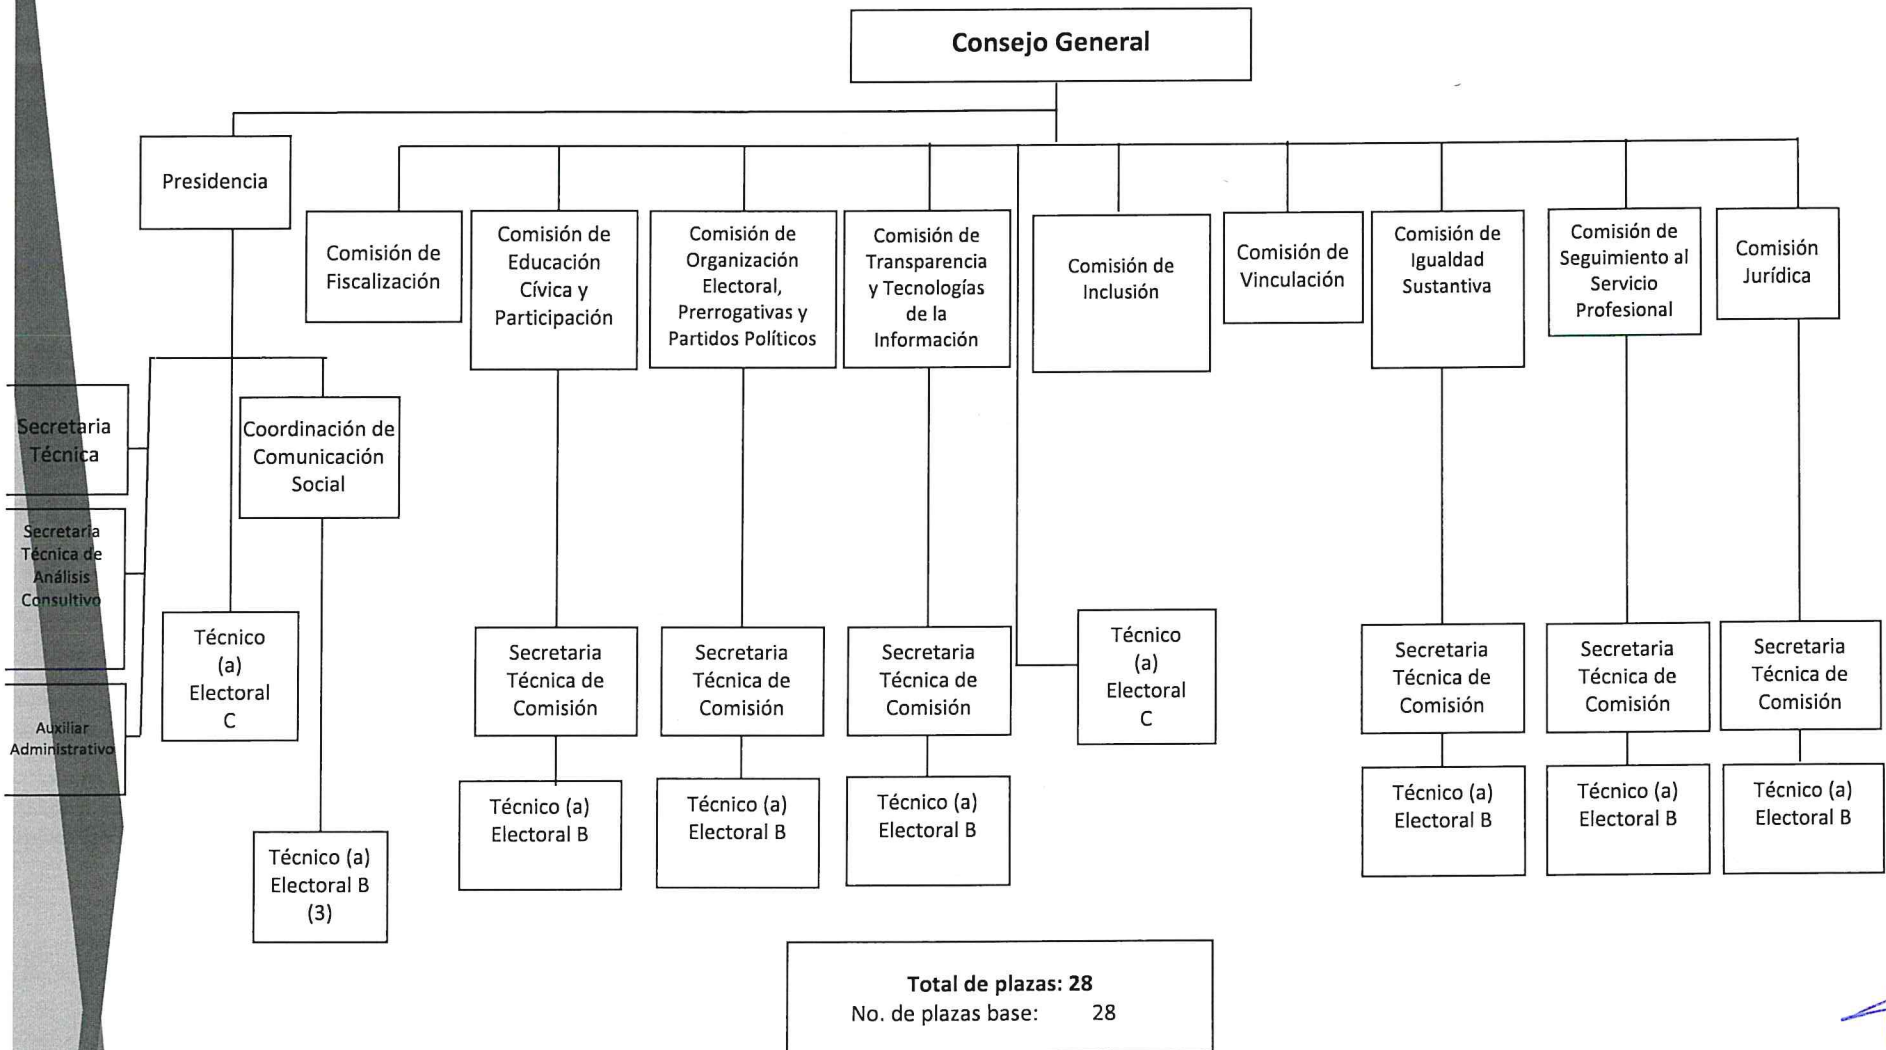 Consejo General
Presidencia
Comisión de
Fiscalización
Comisión de
Educación
Cívica y
Participación
Comisión de
Organización
Electoral,
Prerrogativas y
Partidos Políticos
Comisión de
Transparencia
y Tecnologías
de la
Información
Comisión de
Inclusión
Comisión de
Vinculación
Comisión de
Igualdad
Sustantiva
Comisión de
Seguimiento al
Servicio
Profesional
Comisión
Jurídica
Secretaria
Técnica
Coordinación de
Comunicación
Social
Secretaria
Técnica de
Análisis
Consultivo
Auxiliar
Administrativo
Técnico
(a)
Electoral
C
Técnico (a)
Electoral B
(3)
Secretaria
Técnica de
Comisión
Secretaria
Técnica de
Comisión
Secretaria
Técnica de
Comisión
Técnico
(a)
Electoral
C
Secretaria
Técnica de
Comisión
Secretaria
Técnica de
Comisión
Secretaria
Técnica de
Comisión
Técnico (a)
Electoral B
Técnico (a)
Electoral B
Técnico (a)
Electoral B
Técnico (a)
Electoral B
Técnico (a)
Electoral B
Técnico (a)
Electoral B
Total de plazas: 28
No. de plazas base: 28